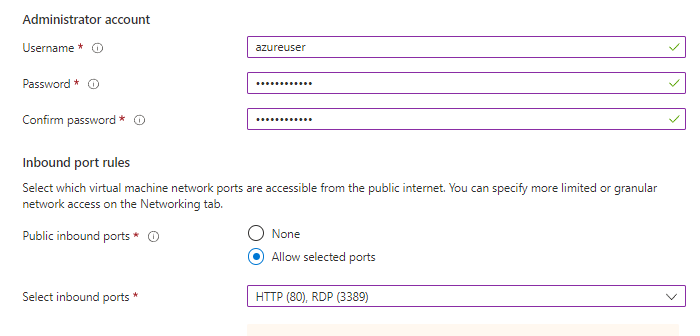 Administrator account
Username *
azureuser
Password *
••••••••••••
Confirm password *
••••••••••••
Inbound port rules
Select which virtual machine network ports are accessible from the public internet. You can specify more limited or granular
network access on the Networking tab.
Public inbound ports *
None
Allow selected ports
Select inbound ports *
HTTP (80), RDP (3389)